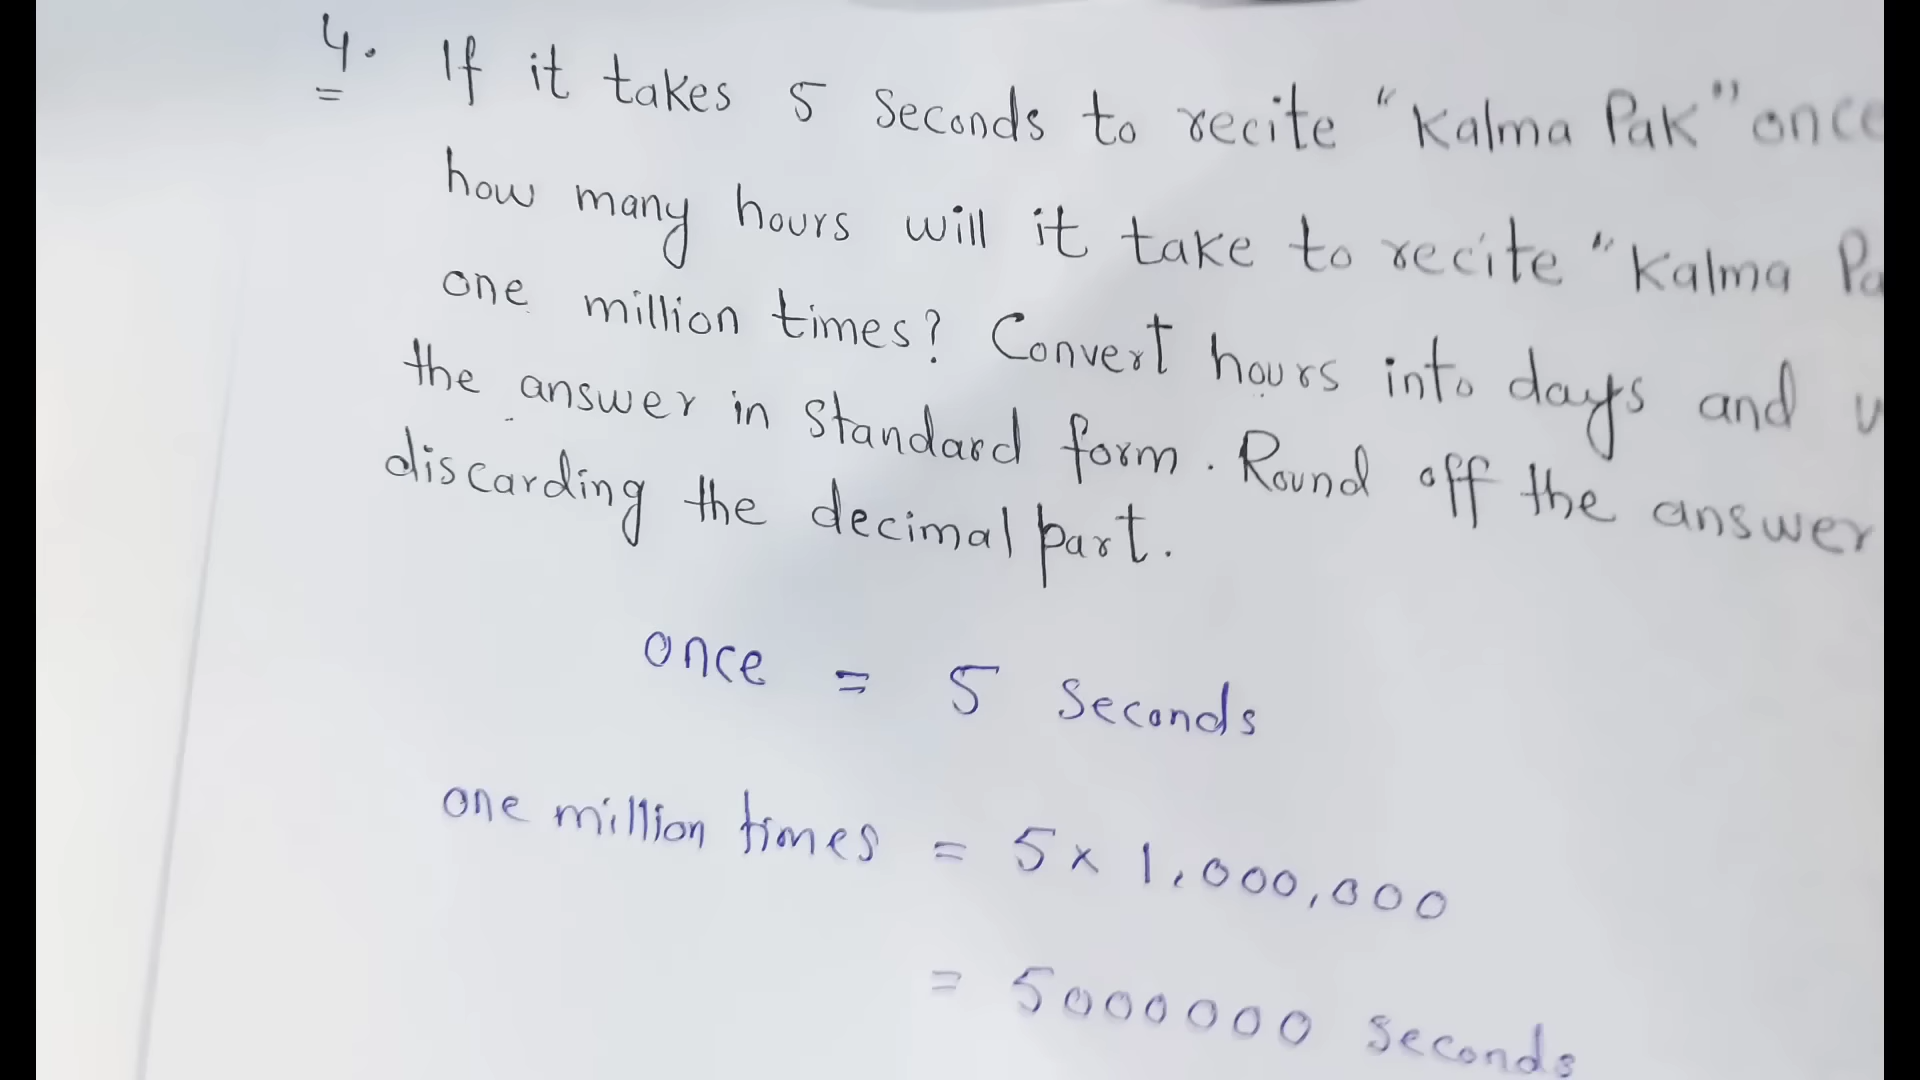 4. If it takes 5 seconds to recite "Kalma Pak" once
how many hours will it take to recite "Kalma Pa
one million times? Convert hours into days and
the answer in standard form. Round off the answer
discarding the decimal part.
once = 5 seconds
one million times = 5 x 1,000,000
= 5000000 seconds